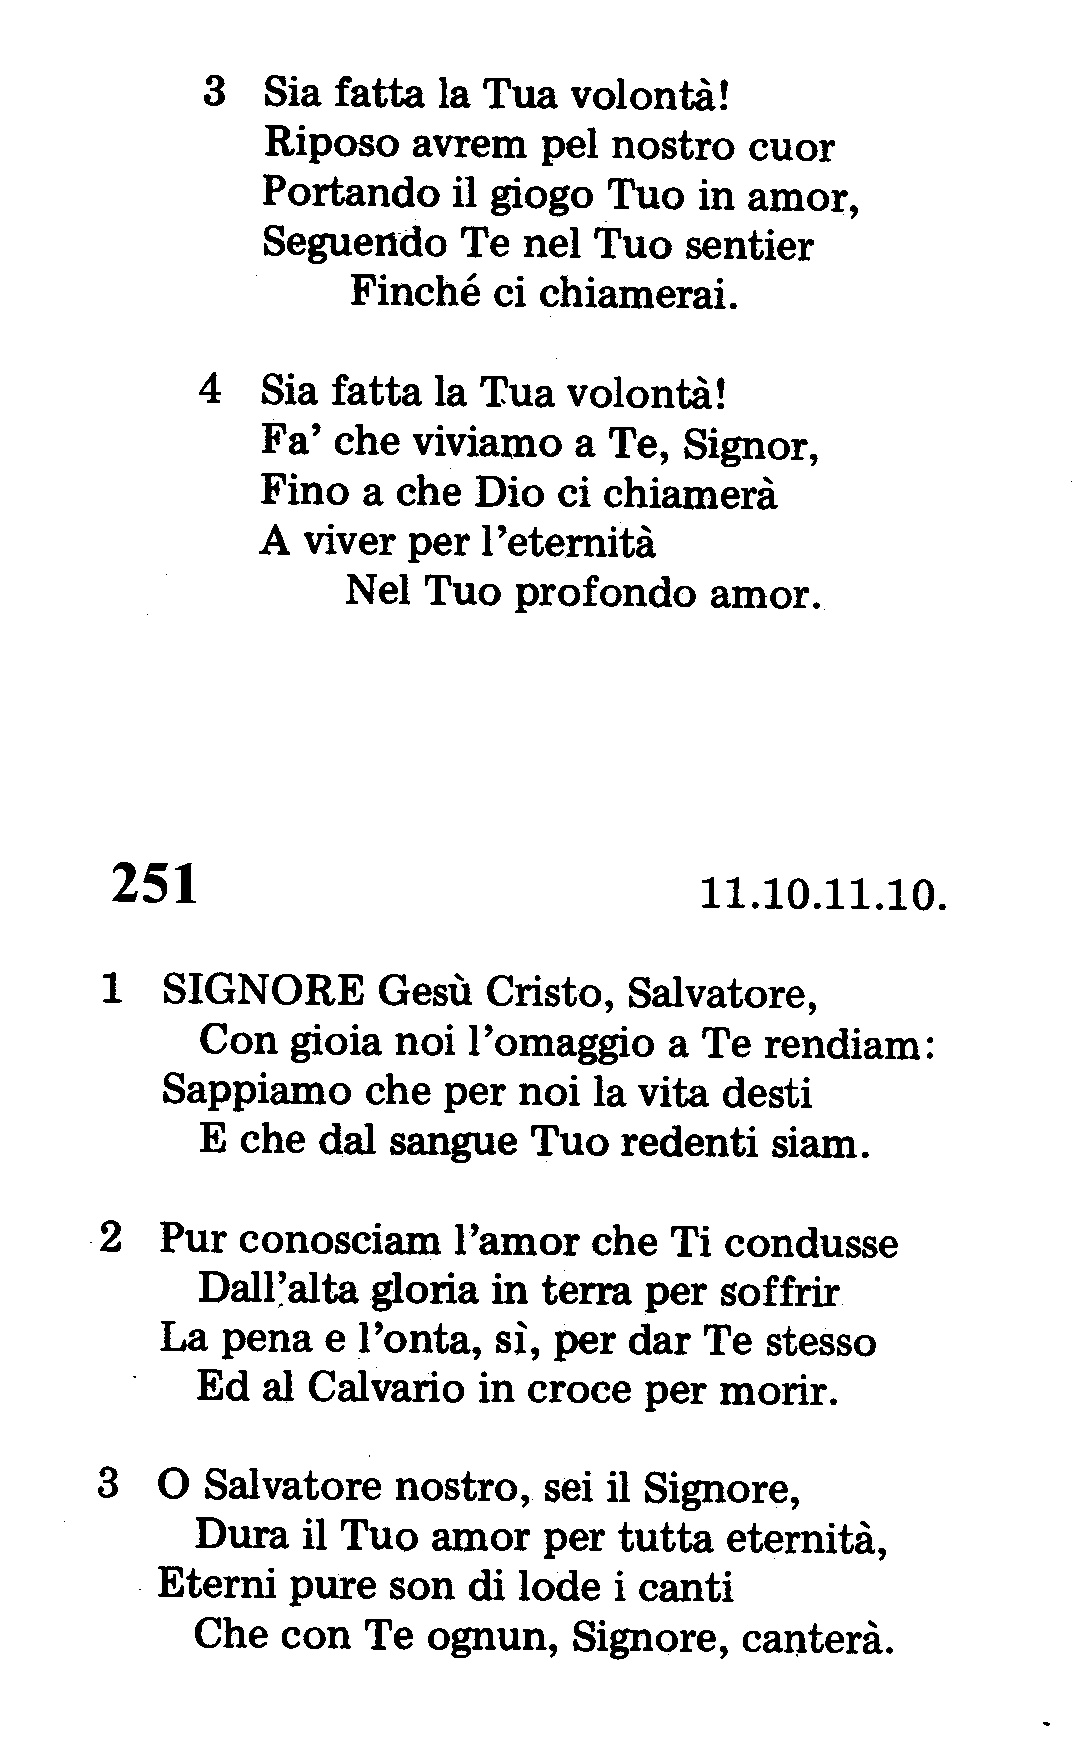 3 Sia fatta la Tua volontà!
Riposo avrem pel nostro cuor
Portando il giogo Tuo in amor,
Seguendo Te nel Tuo sentier
Finché ci chiamerai.
4 Sia fatta la Tua volontà!
Fa’ che viviamo a Te, Signor,
Fino a che Dio ci chiamerà
A viver per l’eternità
Nel Tuo profondo amor.
251 11.10.11.10.
1 SIGNORE Gesù Cristo, Salvatore,
Con gioia noi l’omaggio a Te rendiam:
Sappiamo che per noi la vita desti
E che dal sangue Tuo redenti siam.
2 Pur conosciam l’amor che Ti condusse
Dall’alta gloria in terra per soffrir
La pena e l’onta, sì, per dar Te stesso
Ed al Calvario in croce per morir.
3 O Salvatore nostro, sei il Signore,
Dura il Tuo amor per tutta eternità,
Eterni pure son di lode i canti
Che con Te ognun, Signore, canterà.